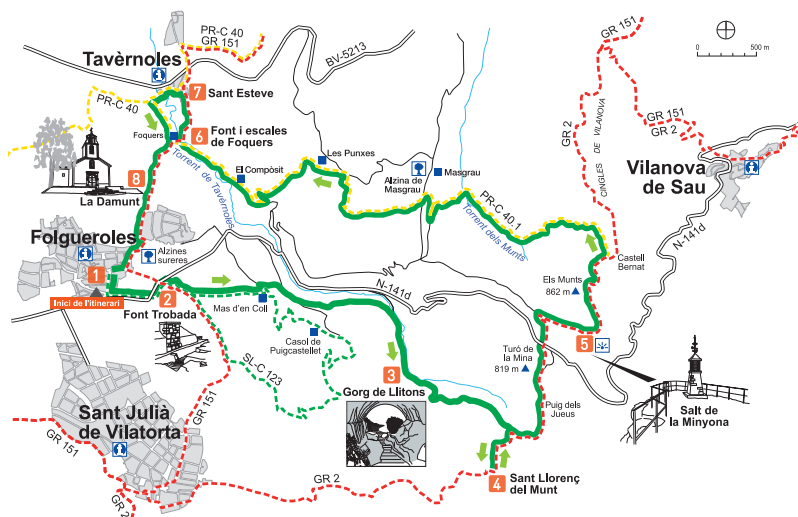 PR-C 40
GR 151
BV-5213
GR 151
500 m
0
Tavèrnoles
i
PR-C 40
7 Sant Esteve
Foquers
6 Font i escales
de Foquers
Torrent de Tavèrnoles
El Compòsit
Les Punxes
Alzina de
Masgrau
Masgrau
PR-C 40.1
Torrent dels Munts
GR 2
CINGLES DE VILANOVA
GR 151
GR 2
Vilanova
de Sau
i
N-141d
8
La Damunt
Folgueroles
i
Alzines
sureres
1
Inici de l'itinerari
2
Font Trobada
Mas d'en Coll
N-141d
Castell
Bernat
Els Munts
862 m
Casol de
Puigcastellet
SL-C 123
3
Gorg de Llitons
Turó de
la Mina
819 m
5
Puig dels
Jueus
Salt de
la Minyona
Sant Julià
de Vilatorta
i
GR 151
GR 151
GR 2
GR 2
4 Sant Llorenç
del Munt